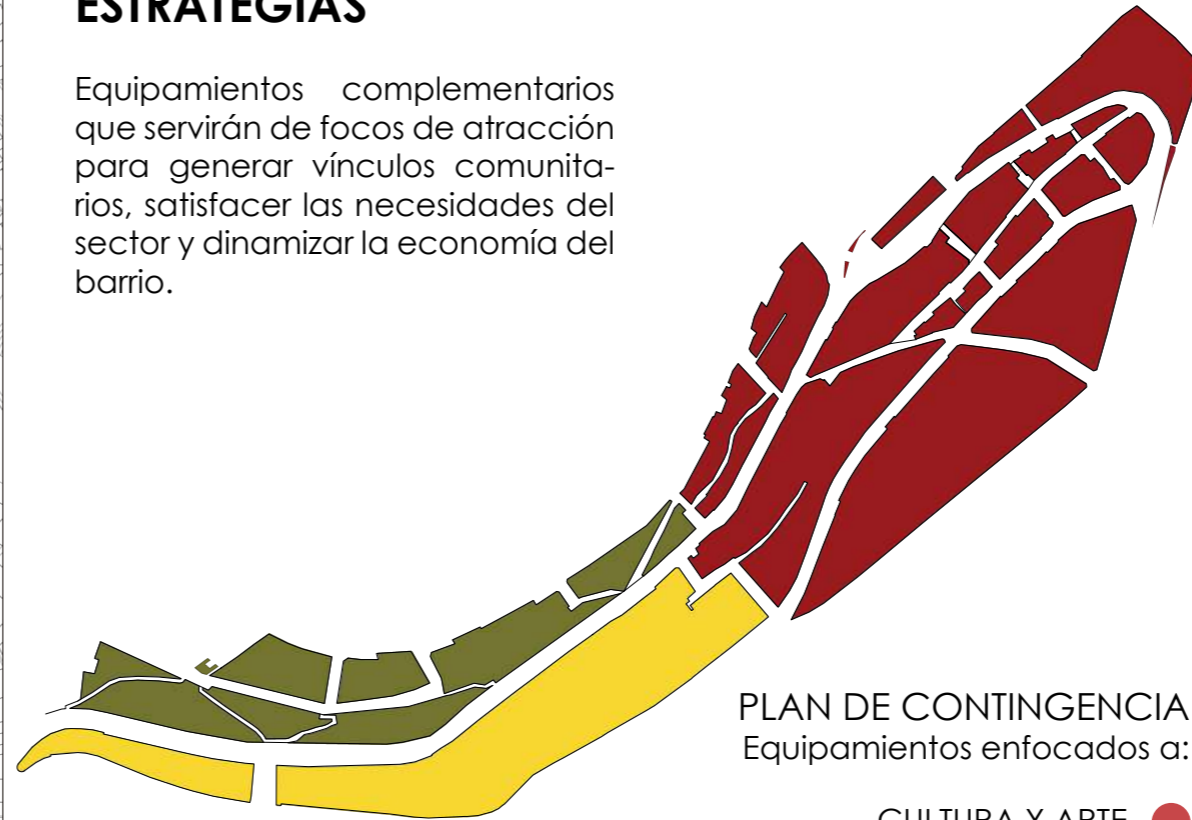 ESTRATEGIAS
Equipamientos complementarios
que servirán de focos de atracción
para generar vínculos comunita-
rios, satisfacer las necesidades del
sector y dinamizar la economía del
barrio.
PLAN DE CONTINGENCIA
Equipamientos enfocados a:
CULTURA Y ARTE